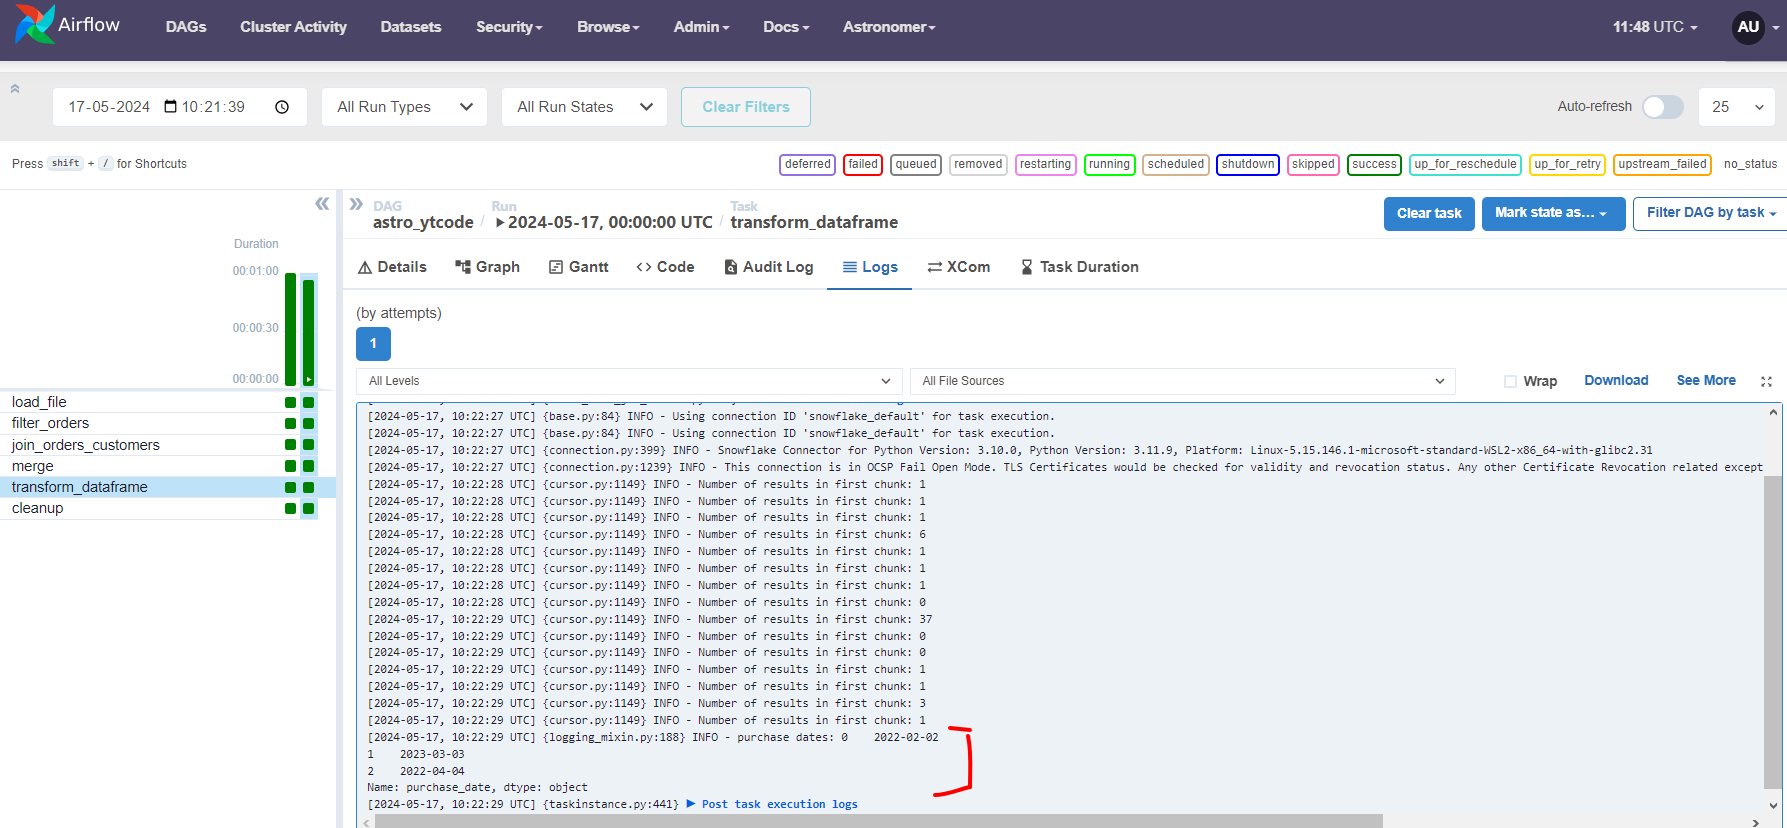 Airflow DAGs Cluster Activity Datasets Security Browse Admin Docs Astronomer 11:48 UTC AU
17-05-2024 10:21:39 All Run Types All Run States Clear Filters Auto-refresh 25
Press shift + / for Shortcuts deferred failed queued removed restarting running scheduled shutdown skipped success up_for_reschedule up_for_retry upstream_failed no_status
DAG Run Task
astro_ytcode / 2024-05-17, 00:00:00 UTC / transform_dataframe Clear task Mark state as... Filter DAG by task
Duration
00:01:00
00:00:30
00:00:00
load_file
filter_orders
join_orders_customers
merge
transform_dataframe
cleanup
Details Graph Gantt Code Audit Log Logs XCom Task Duration
(by attempts)
1
All Levels All File Sources Wrap Download See More
[2024-05-17, 10:22:27 UTC] {base.py:84} INFO - Using connection ID 'snowflake_default' for task execution.
[2024-05-17, 10:22:27 UTC] {base.py:84} INFO - Using connection ID 'snowflake_default' for task execution.
[2024-05-17, 10:22:27 UTC] {connection.py:399} INFO - Snowflake Connector for Python Version: 3.10.0, Python Version: 3.11.9, Platform: Linux-5.15.146.1-microsoft-standard-WSL2-x86_64-with-glibc2.31
[2024-05-17, 10:22:27 UTC] {connection.py:1239} INFO - This connection is in OCSP Fail Open Mode. TLS Certificates would be checked for validity and revocation status. Any other Certificate Revocation related except
[2024-05-17, 10:22:28 UTC] {cursor.py:1149} INFO - Number of results in first chunk: 1
[2024-05-17, 10:22:28 UTC] {cursor.py:1149} INFO - Number of results in first chunk: 1
[2024-05-17, 10:22:28 UTC] {cursor.py:1149} INFO - Number of results in first chunk: 1
[2024-05-17, 10:22:28 UTC] {cursor.py:1149} INFO - Number of results in first chunk: 6
[2024-05-17, 10:22:28 UTC] {cursor.py:1149} INFO - Number of results in first chunk: 1
[2024-05-17, 10:22:28 UTC] {cursor.py:1149} INFO - Number of results in first chunk: 1
[2024-05-17, 10:22:28 UTC] {cursor.py:1149} INFO - Number of results in first chunk: 1
[2024-05-17, 10:22:28 UTC] {cursor.py:1149} INFO - Number of results in first chunk: 0
[2024-05-17, 10:22:29 UTC] {cursor.py:1149} INFO - Number of results in first chunk: 37
[2024-05-17, 10:22:29 UTC] {cursor.py:1149} INFO - Number of results in first chunk: 0
[2024-05-17, 10:22:29 UTC] {cursor.py:1149} INFO - Number of results in first chunk: 0
[2024-05-17, 10:22:29 UTC] {cursor.py:1149} INFO - Number of results in first chunk: 1
[2024-05-17, 10:22:29 UTC] {cursor.py:1149} INFO - Number of results in first chunk: 1
[2024-05-17, 10:22:29 UTC] {cursor.py:1149} INFO - Number of results in first chunk: 3
[2024-05-17, 10:22:29 UTC] {cursor.py:1149} INFO - Number of results in first chunk: 1
[2024-05-17, 10:22:29 UTC] {logging_mixin.py:188} INFO - purchase dates: 0 2022-02-02
1 2023-03-03
2 2022-04-04
Name: purchase_date, dtype: object
[2024-05-17, 10:22:29 UTC] {taskinstance.py:441} ▶ Post task execution logs